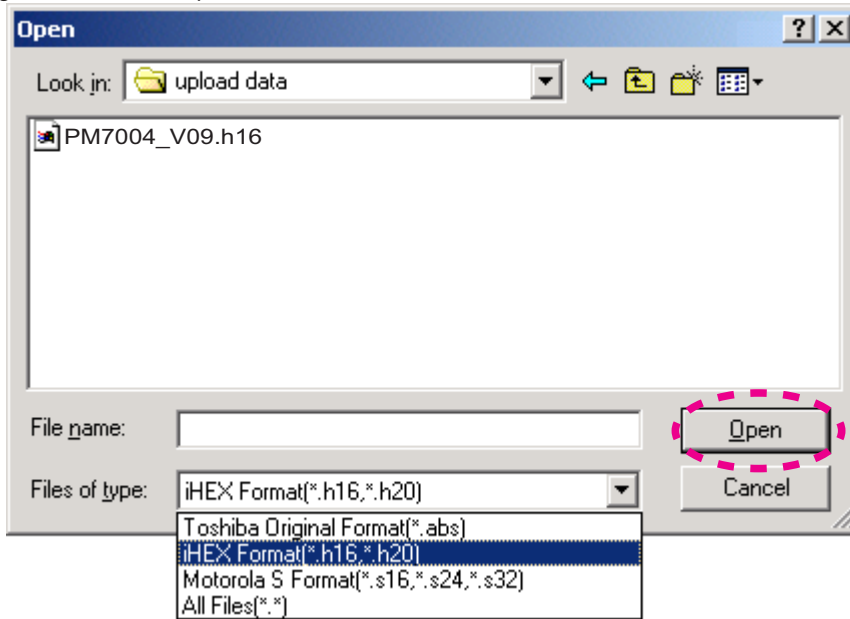 Open
Look in: upload data
PM7004_V09.h16
File name:
Open
Files of type: iHEX Format(*.h16,*.h20)
Cancel
Toshiba Original Format(*.abs)
iHEX Format(*.h16,*.h20)
Motorola S Format(*.s16,*.s24,*.s32)
All Files(*.*)